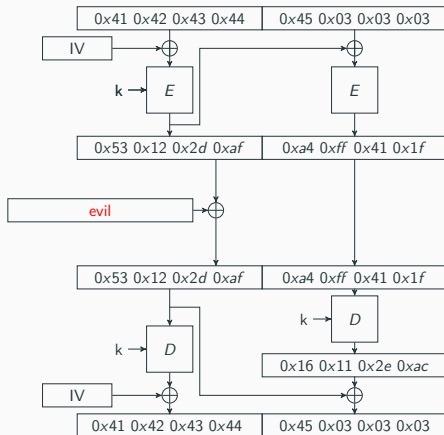 0x41 0x42 0x43 0x44 0x45 0x03 0x03 0x03
IV
k E E
0x53 0x12 0x2d 0xaf 0xa4 0xff 0x41 0x1f
evil
0x53 0x12 0x2d 0xaf 0xa4 0xff 0x41 0x1f
k D
k D
0x16 0x11 0x2e 0xac
IV
0x41 0x42 0x43 0x44 0x45 0x03 0x03 0x03